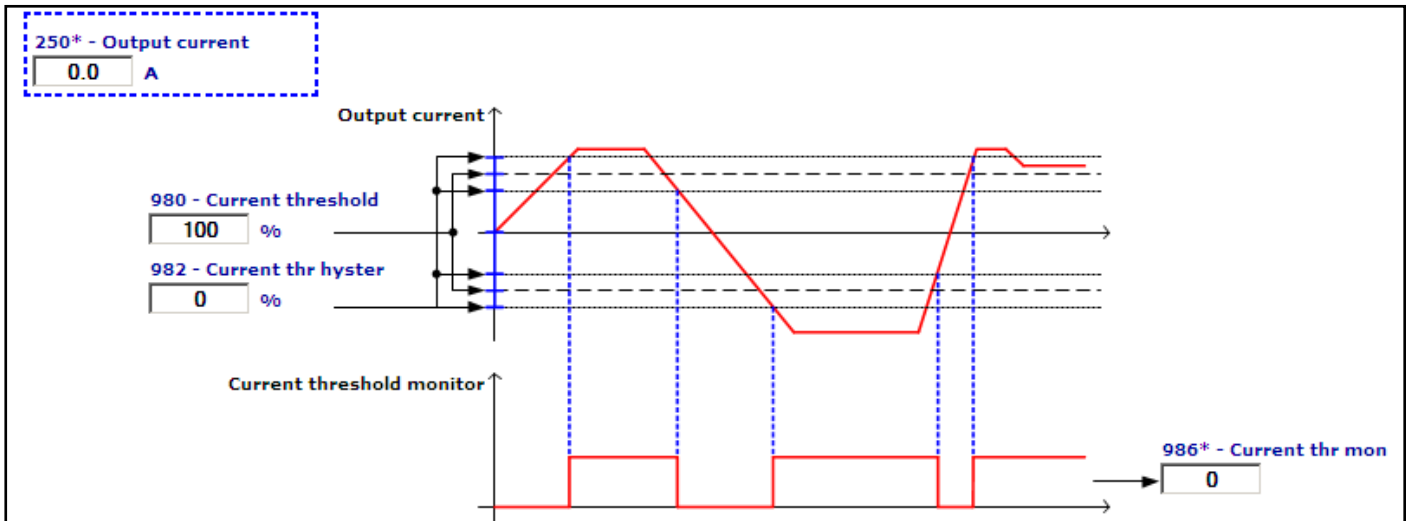 250* - Output current
0.0 A
Output current
980 - Current threshold
100 %
982 - Current thr hyster
0 %
Current threshold monitor
986* - Current thr mon
0